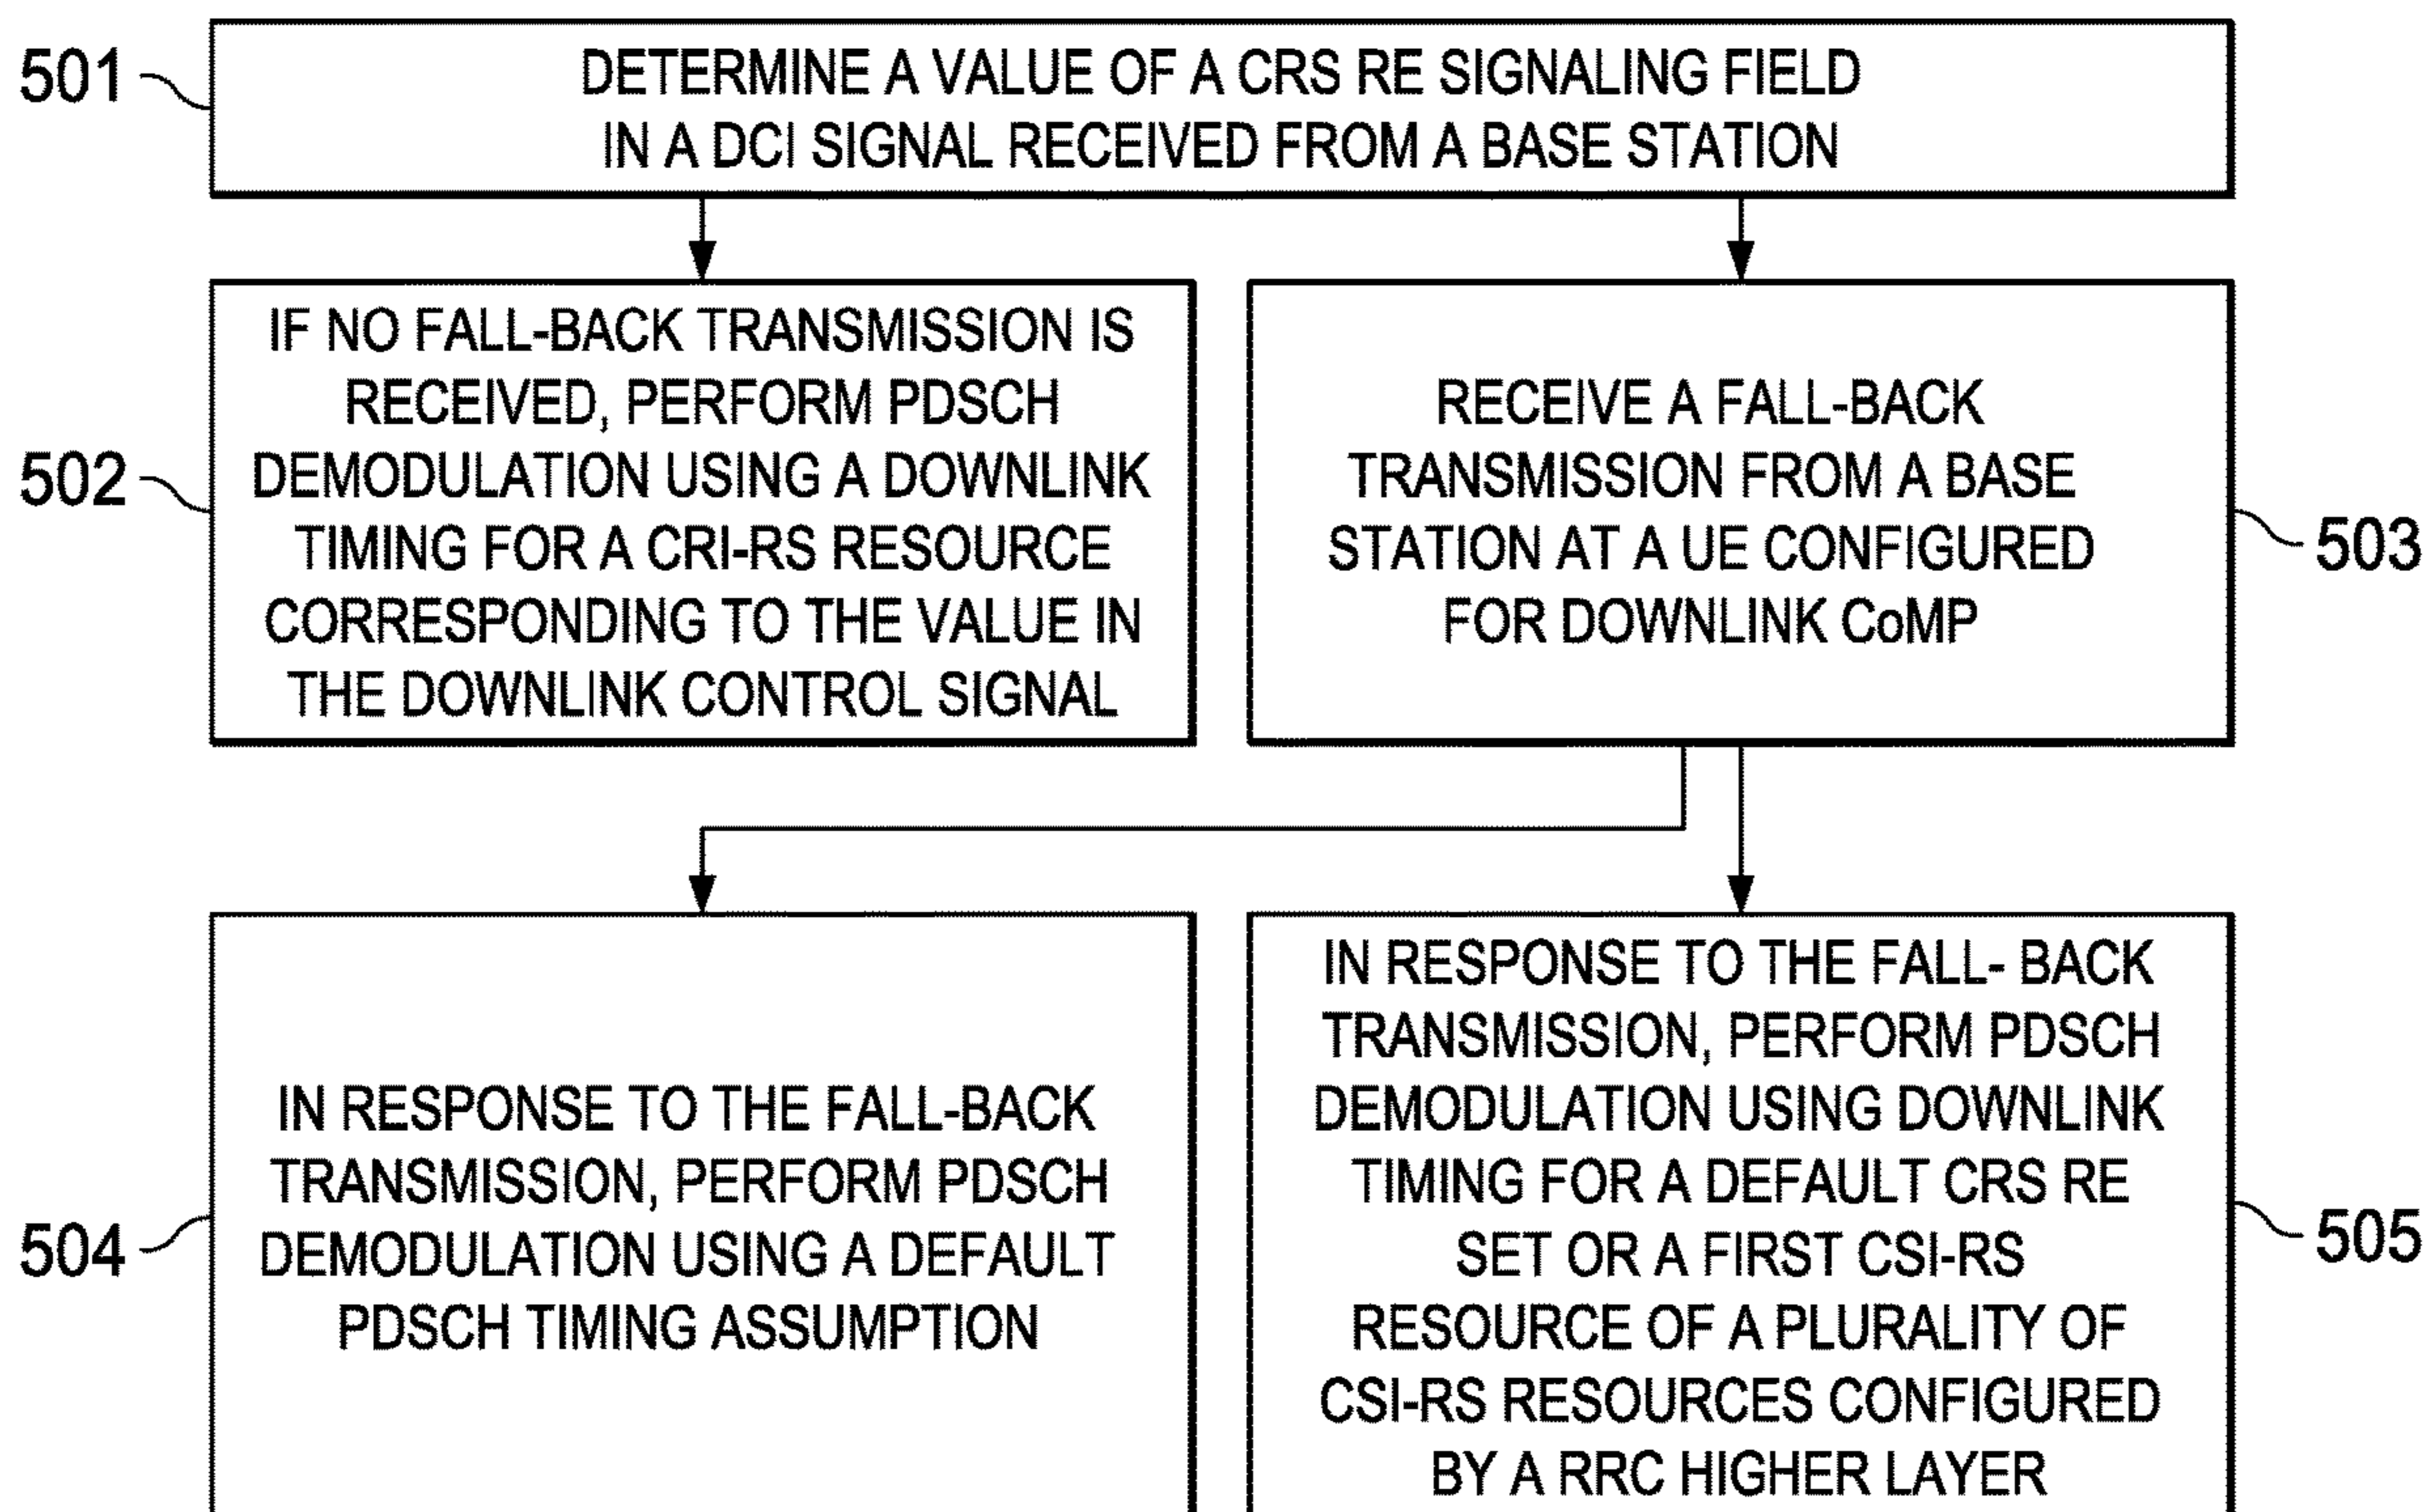 501
DETERMINE A VALUE OF A CRS RE SIGNALING FIELD
IN A DCI SIGNAL RECEIVED FROM A BASE STATION
502
IF NO FALL-BACK TRANSMISSION IS
RECEIVED, PERFORM PDSCH
DEMODULATION USING A DOWNLINK
TIMING FOR A CRI-RS RESOURCE
CORRESPONDING TO THE VALUE IN
THE DOWNLINK CONTROL SIGNAL
RECEIVE A FALL-BACK
TRANSMISSION FROM A BASE
STATION AT A UE CONFIGURED
FOR DOWNLINK CoMP
503
504
IN RESPONSE TO THE FALL-BACK
TRANSMISSION, PERFORM PDSCH
DEMODULATION USING A DEFAULT
PDSCH TIMING ASSUMPTION
IN RESPONSE TO THE FALL- BACK
TRANSMISSION, PERFORM PDSCH
DEMODULATION USING DOWNLINK
TIMING FOR A DEFAULT CRS RE
SET OR A FIRST CSI-RS
RESOURCE OF A PLURALITY OF
CSI-RS RESOURCES CONFIGURED
BY A RRC HIGHER LAYER
505